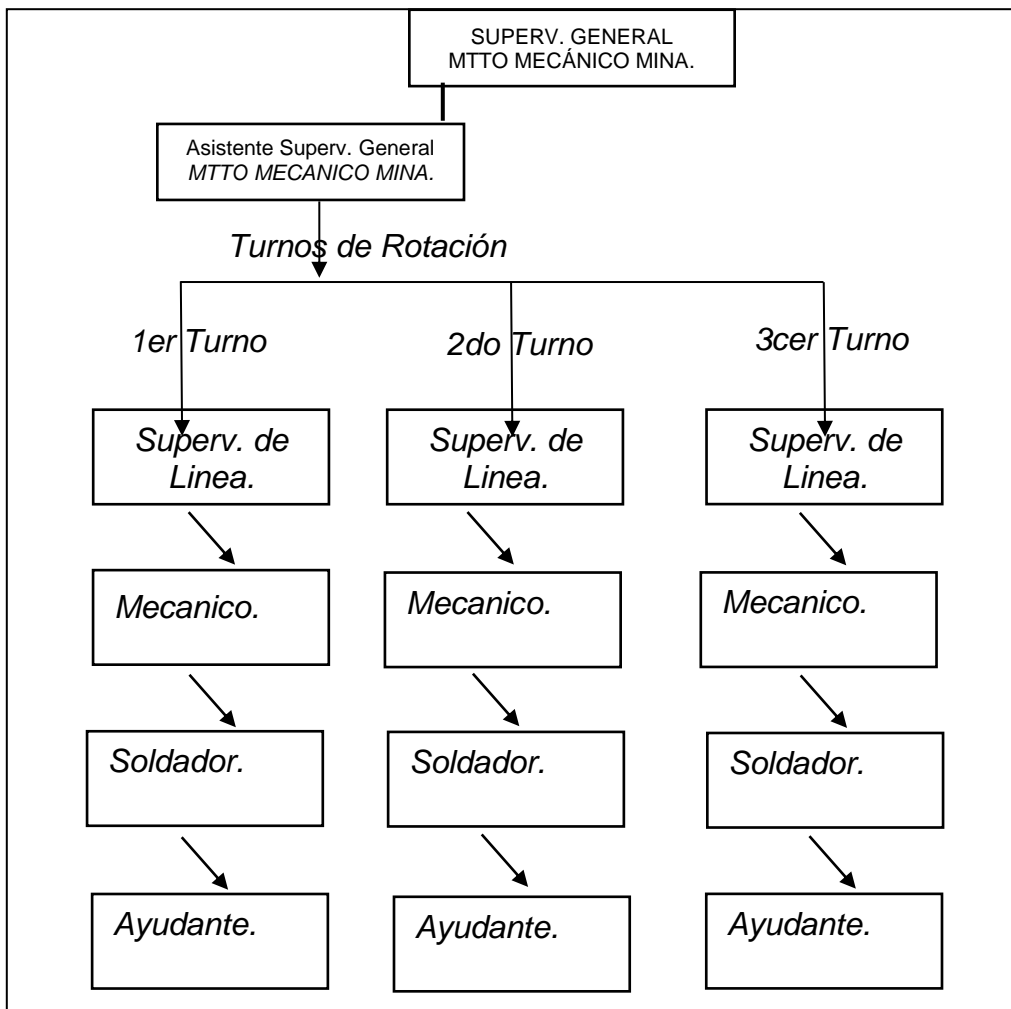 SUPERV. GENERAL
MTTO MECÁNICO MINA.
Asistente Superv. General
MTTO MECANICO MINA.
Turnos de Rotación
1er Turno
2do Turno
3cer Turno
Superv. de
Linea.
Superv. de
Linea.
Superv. de
Linea.
Mecanico.
Mecanico.
Mecanico.
Soldador.
Soldador.
Soldador.
Ayudante.
Ayudante.
Ayudante.